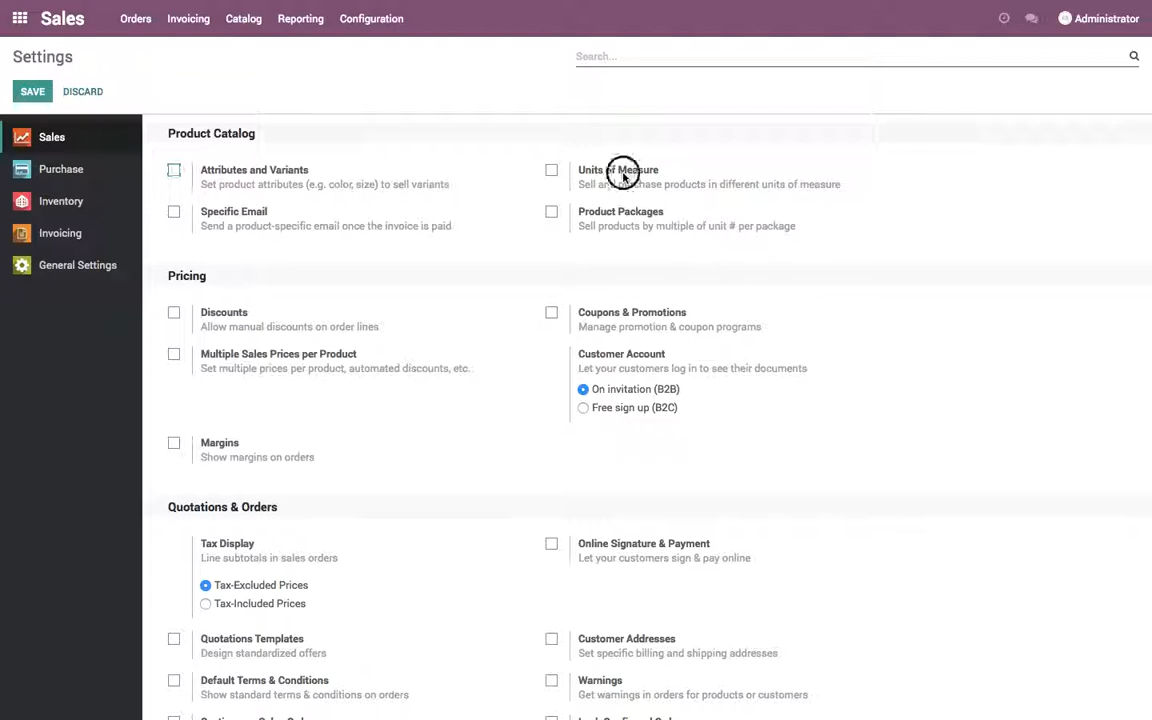 Sales Orders Invoicing Catalog Reporting Configuration Administrator
Settings
Search...
SAVE DISCARD
Sales
Purchase
Inventory
Invoicing
General Settings
Product Catalog
Attributes and Variants
Set product attributes (e.g. color, size) to sell variants
Units of Measure
Sell and purchase products in different units of measure
Specific Email
Send a product-specific email once the invoice is paid
Product Packages
Sell products by multiple of unit # per package
Pricing
Discounts
Allow manual discounts on order lines
Coupons & Promotions
Manage promotion & coupon programs
Multiple Sales Prices per Product
Set multiple prices per product, automated discounts, etc.
Customer Account
Let your customers log in to see their documents
On invitation (B2B)
Free sign up (B2C)
Margins
Show margins on orders
Quotations & Orders
Tax Display
Line subtotals in sales orders
Tax-Excluded Prices
Tax-Included Prices
Online Signature & Payment
Let your customers sign & pay online
Quotations Templates
Design standardized offers
Customer Addresses
Set specific billing and shipping addresses
Default Terms & Conditions
Show standard terms & conditions on orders
Warnings
Get warnings in orders for products or customers